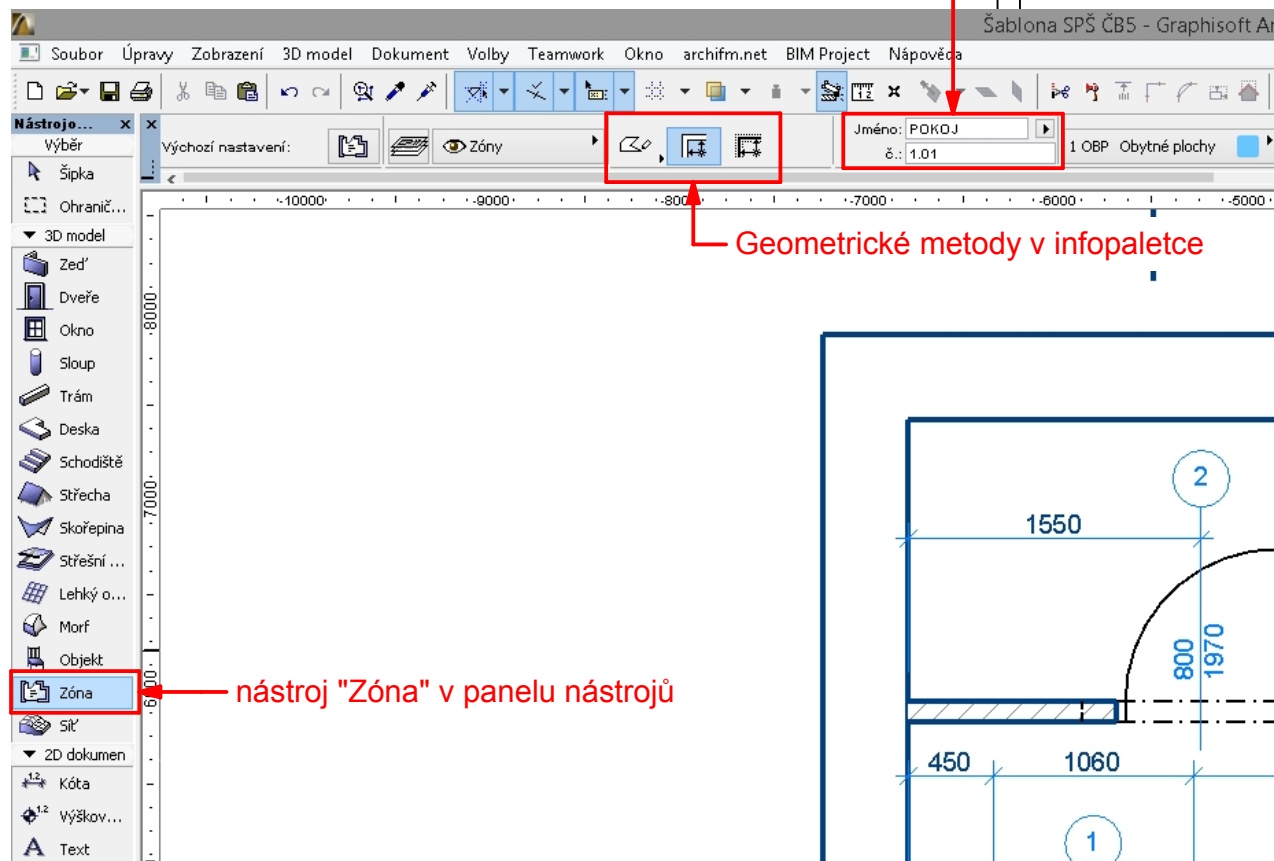 Šablona SPŠ ČB5 - Graphisoft Ar
Soubor Úpravy Zobrazení 3D model Dokument Volby Teamwork Okno archifm.net BIM Project Nápověda
Nástrojo... x x
Výběr
Výchozí nastavení:
Zóny
Jméno: POKOJ
č.: 1.01
1 OBP Obytné plochy
Šipka
Ohranič...
3D model
Zeď
Dveře
Okno
Sloup
Trám
Deska
Schodiště
Střecha
Skořepina
Střešní ...
Lehký o...
Morf
Objekt
Zóna
Síť
2D dokumen
Kóta
Výškov...
A Text
-10000 -9000 -8000 -7000 -6000 -5000
8000
7000
6000
Geometrické metody v infopaletce
nástroj "Zóna" v panelu nástrojů
2
1550
800
1970
450 1060
1